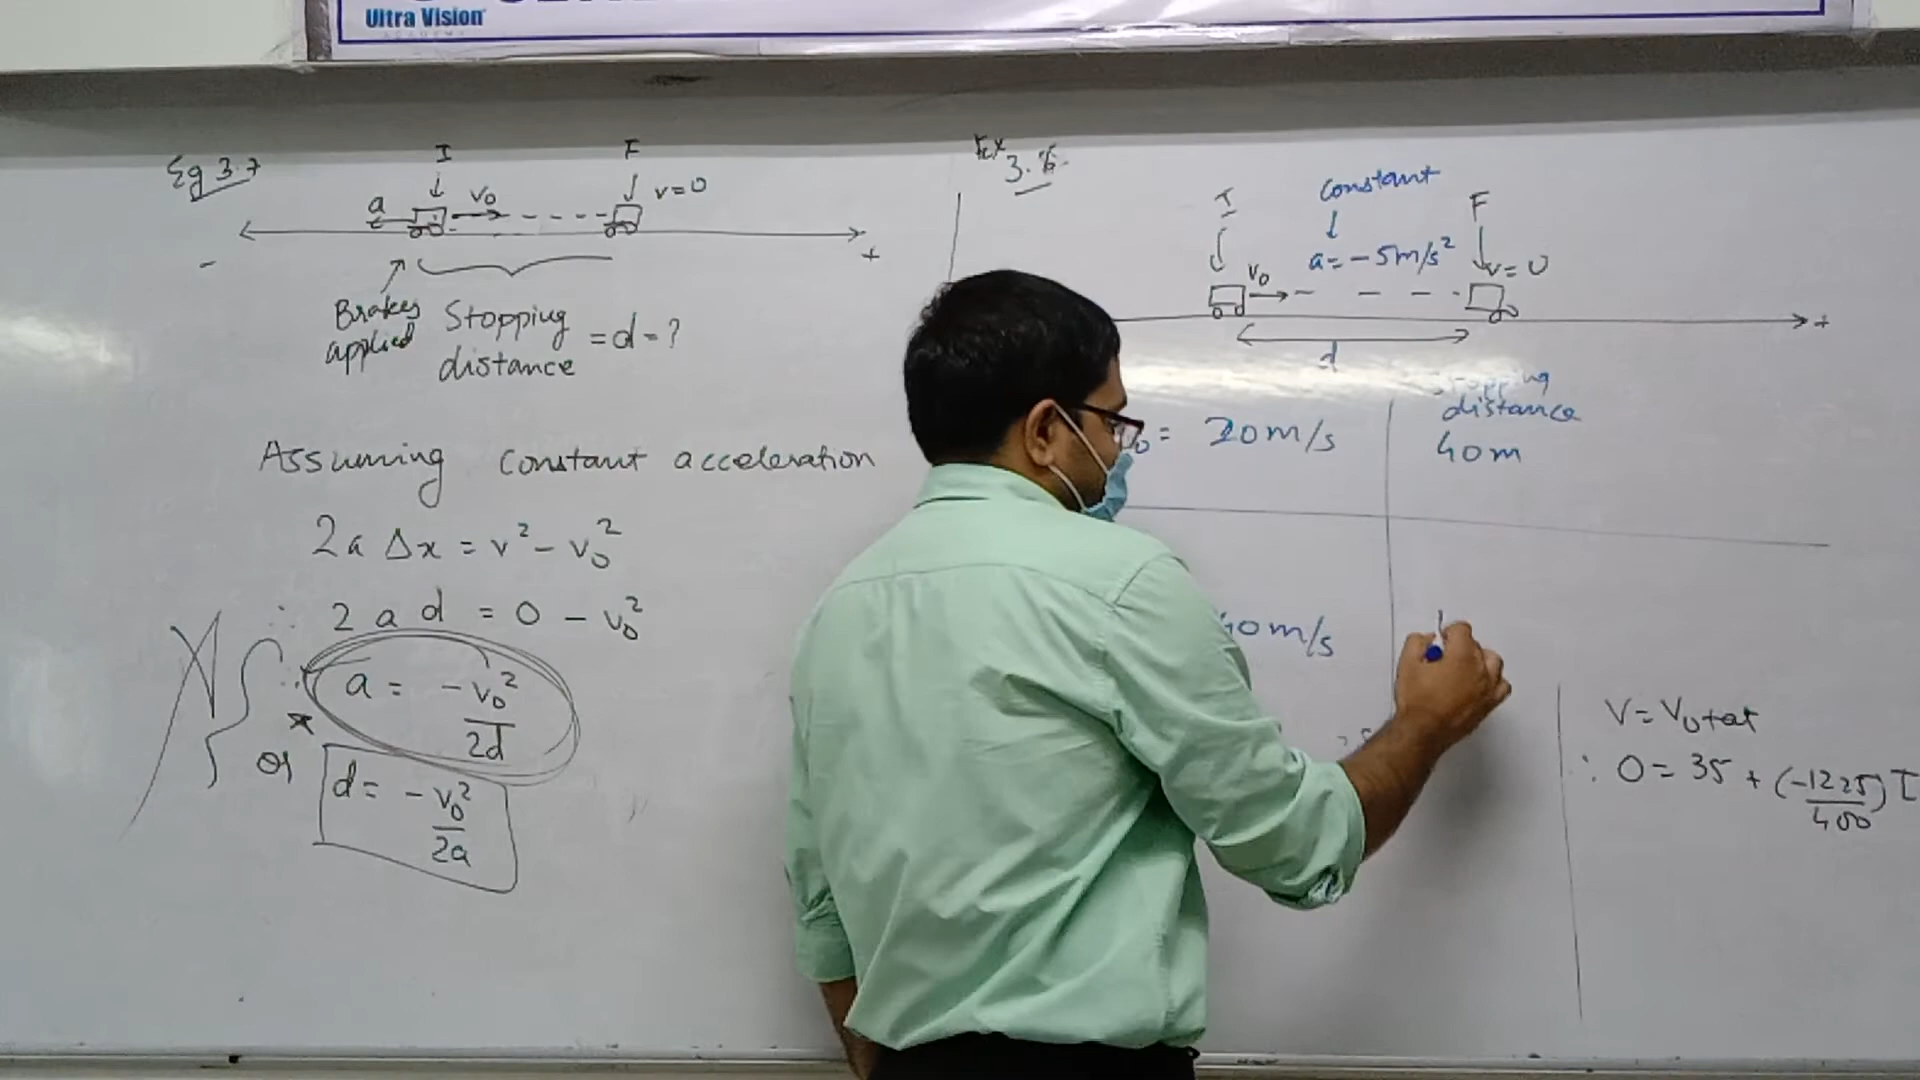 Ultra Vision
ACADEMY
Eg 3.7
I
F
a
v₀
v=0
-
+
Brakes applied
Stopping distance = d = ?
Assuming constant acceleration
2a Δx = v² - v₀²
∴ 2 a d = 0 - v₀²
∴ a = -v₀²/2d
or
d = -v₀²/2a
Ex
I
constant
F
a = -5m/s²
v₀
v=0
+
d
distance
= 20m/s
40m
40m/s
v = v₀+at
∴ 0 = 35 + (-1225/400)